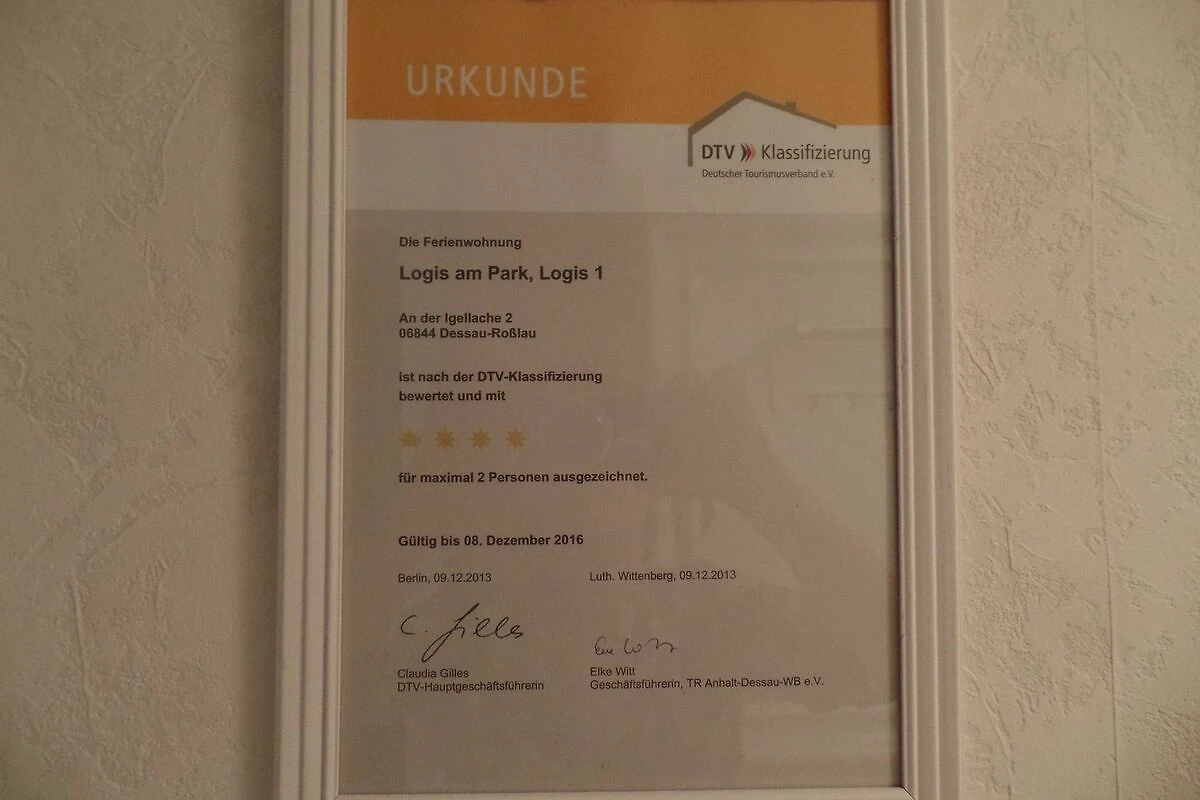 URKUNDE
DTV Klassifizierung
Deutscher Tourismusverband e.V.
Die Ferienwohnung
Logis am Park, Logis 1
An der Igellache 2
06844 Dessau-Roßlau
ist nach der DTV-Klassifizierung
bewertet und mit
für maximal 2 Personen ausgezeichnet.
Gültig bis 08. Dezember 2016
Berlin, 09.12.2013
Luth. Wittenberg, 09.12.2013
C. Gilles
Elke Witt
Claudia Gilles
DTV-Hauptgeschäftsführerin
Elke Witt
Geschäftsführerin, TR Anhalt-Dessau-WB e.V.